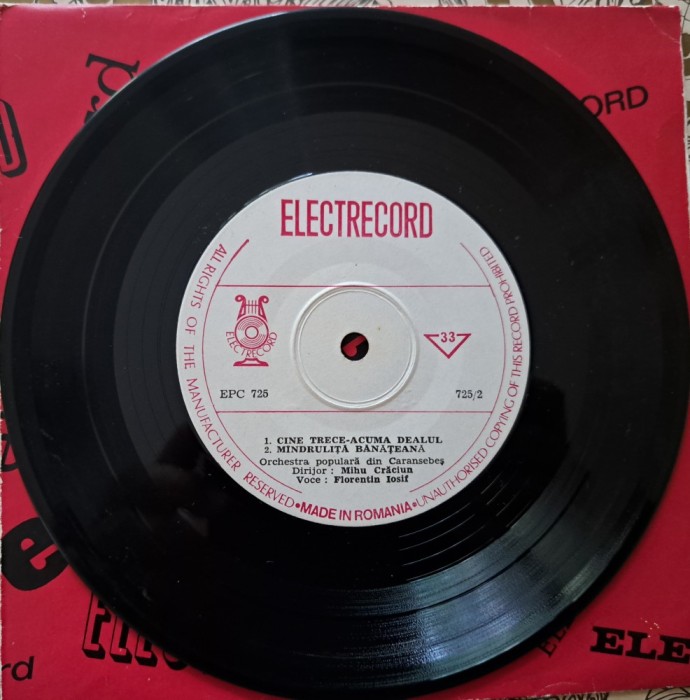 ELECTRECORD
ALL RIGHTS OF THE MANUFACTURER RESERVED • MADE IN ROMANIA • UNAUTHORISED COPYING OF THIS RECORD PROHIBITED
ELECTRECORD
33
EPC 725
725/2
1. CINE TRECE-ACUMA DEALUL
2. MÎNDRULIȚĂ BĂNĂȚEANĂ
Orchestra populară din Caransebeș
Dirijor : Mihu Crăciun
Voce : Florentin Iosif
rd
ORD
e
rd
ELE